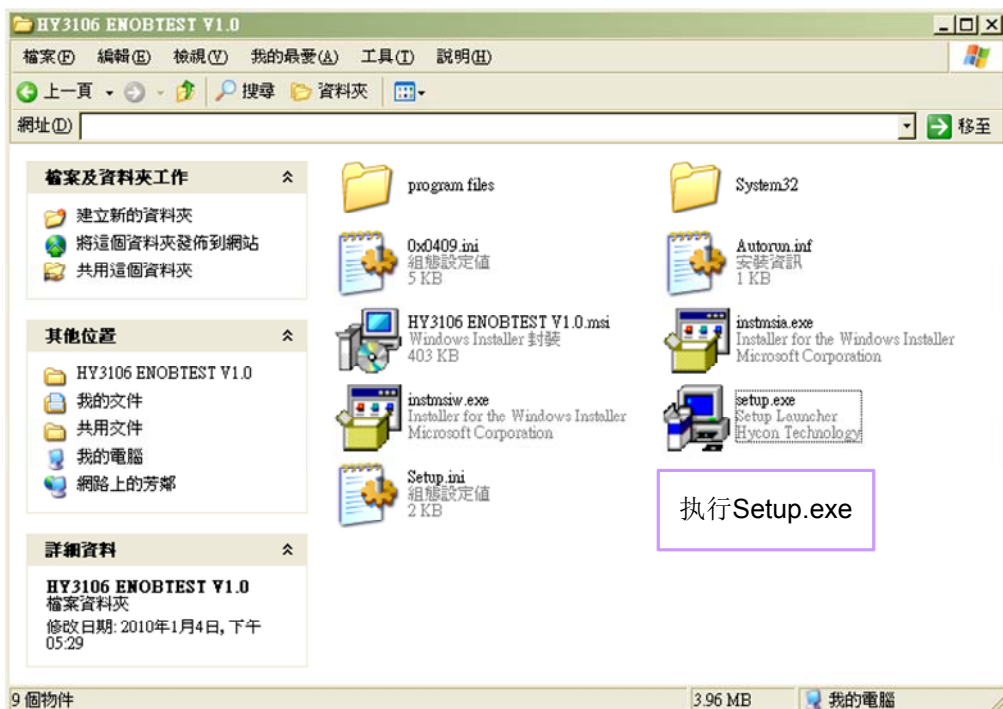 HY3106 ENOBTEST V1.0
檔案(F) 編輯(E) 檢視(V) 我的最愛(A) 工具(T) 說明(H)
上一頁 搜尋 資料夾
網址(D) 移至
檔案及資料夾工作
建立新的資料夾
將這個資料夾發佈到網站
共用這個資料夾
其他位置
HY3106 ENOBTEST V1.0
我的文件
共用文件
我的電腦
網路上的芳鄰
詳細資料
HY3106 ENOBTEST V1.0
檔案資料夾
修改日期: 2010年1月4日, 下午
05:29
program files
System32
0x0409.ini
組態設定值
5 KB
Autorun.inf
安裝資訊
1 KB
HY3106 ENOBTEST V1.0.msi
Windows Installer 封裝
403 KB
instmsia.exe
Installer for the Windows Installer
Microsoft Corporation
instmsiw.exe
Installer for the Windows Installer
Microsoft Corporation
setup.exe
Setup Launcher
Hycon Technology
Setup.ini
組態設定值
2 KB
执行Setup.exe
9 個物件
3.96 MB
我的電腦